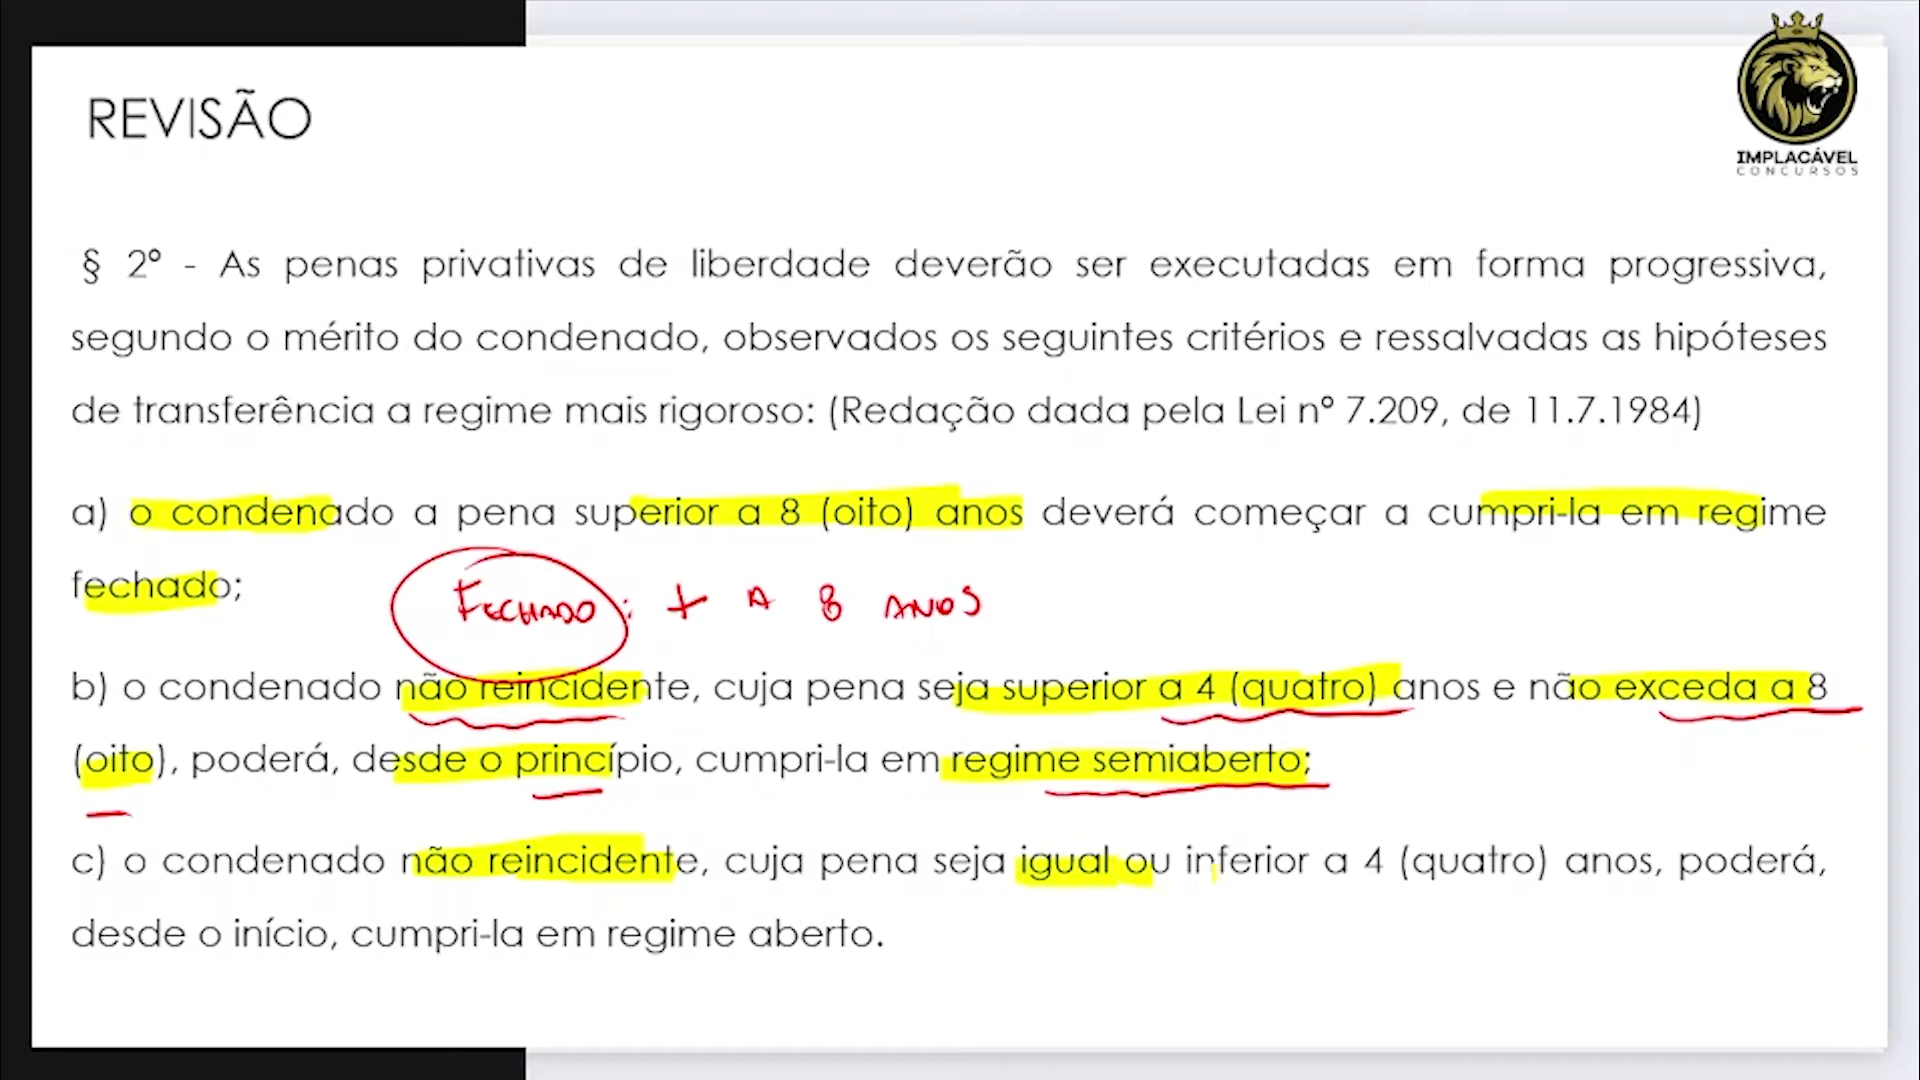 REVISÃO
IMPLACÁVEL
CONCURSOS
§ 2º - As penas privativas de liberdade deverão ser executadas em forma progressiva,
segundo o mérito do condenado, observados os seguintes critérios e ressalvadas as hipóteses
de transferência a regime mais rigoroso: (Redação dada pela Lei nº 7.209, de 11.7.1984)
a) o condenado a pena superior a 8 (oito) anos deverá começar a cumpri-la em regime
fechado;
FECHADO: + A 8 ANOS
b) o condenado não reincidente, cuja pena seja superior a 4 (quatro) anos e não exceda a 8
(oito), poderá, desde o princípio, cumpri-la em regime semiaberto;
c) o condenado não reincidente, cuja pena seja igual ou inferior a 4 (quatro) anos, poderá,
desde o início, cumpri-la em regime aberto.